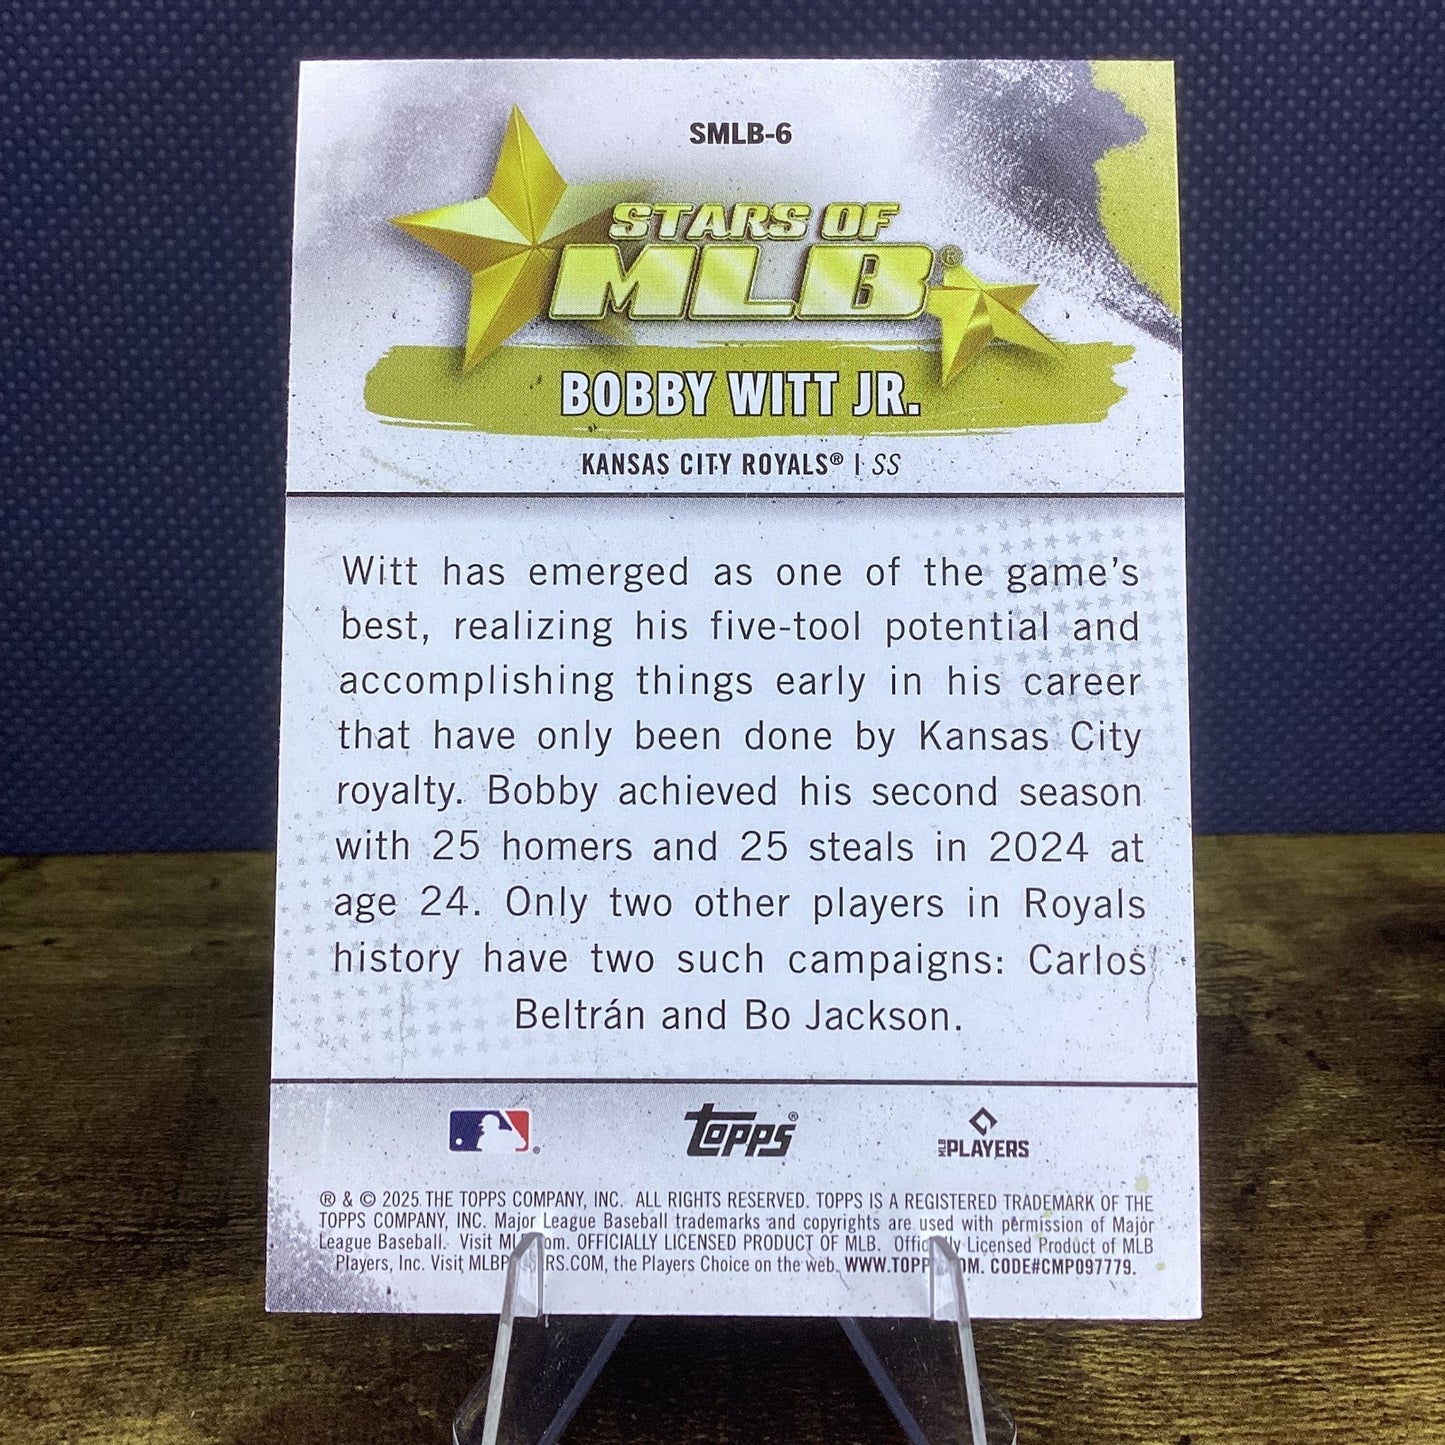 SMLB-6
STARS OF
MLB®
BOBBY WITT JR.
KANSAS CITY ROYALS® | SS
Witt has emerged as one of the game's
best, realizing his five-tool potential and
accomplishing things early in his career
that have only been done by Kansas City
royalty. Bobby achieved his second season
with 25 homers and 25 steals in 2024 at
age 24. Only two other players in Royals
history have two such campaigns: Carlos
Beltrán and Bo Jackson.
topps®
MLB PLAYERS
® & © 2025 THE TOPPS COMPANY, INC. ALL RIGHTS RESERVED. TOPPS IS A REGISTERED TRADEMARK OF THE
TOPPS COMPANY, INC. Major League Baseball trademarks and copyrights are used with permission of Major
League Baseball. Visit Officially OFFICIALLY LICENSED PRODUCT OF MLB. Licensed Product of MLB
Players, Inc. Visit the Players Choice on the web. CODE#CMP097779.